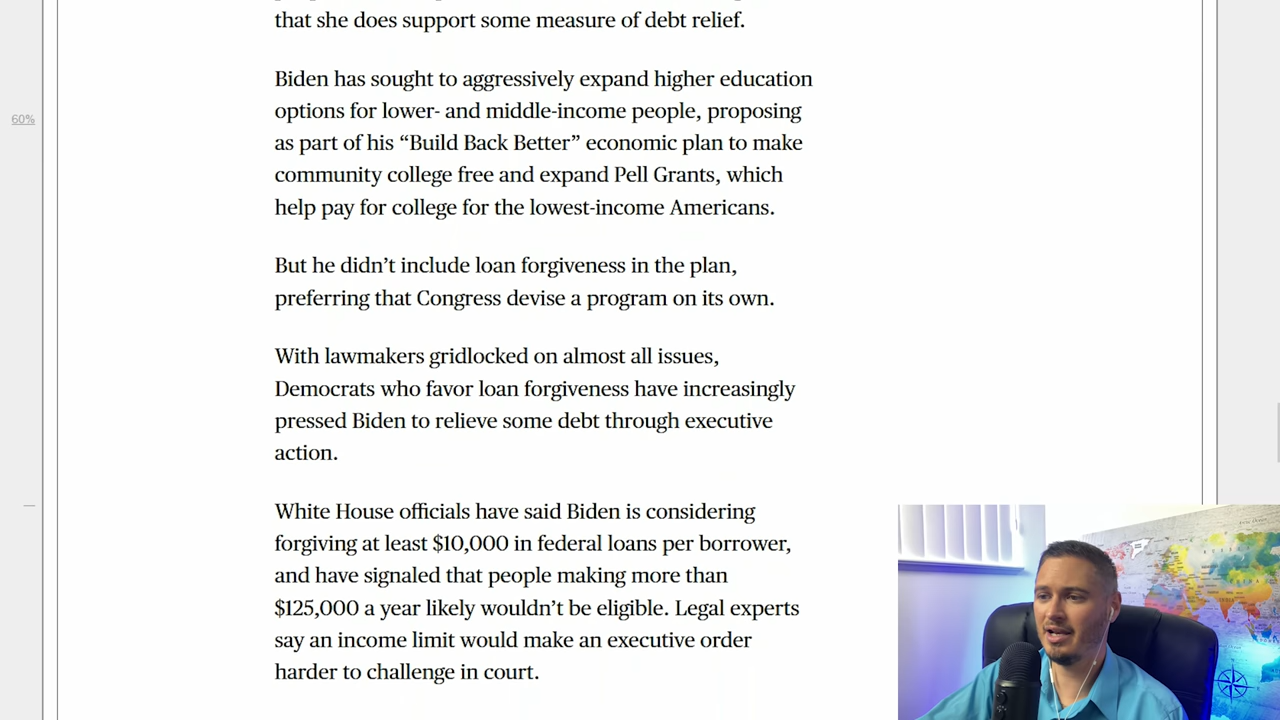 that she does support some measure of debt relief.
Biden has sought to aggressively expand higher education
options for lower- and middle-income people, proposing
as part of his “Build Back Better” economic plan to make
60%
community college free and expand Pell Grants, which
help pay for college for the lowest-income Americans.
But he didn’t include loan forgiveness in the plan,
preferring that Congress devise a program on its own.
With lawmakers gridlocked on almost all issues,
Democrats who favor loan forgiveness have increasingly
pressed Biden to relieve some debt through executive
action.
White House officials have said Biden is considering
forgiving at least $10,000 in federal loans per borrower,
and have signaled that people making more than
$125,000 a year likely wouldn’t be eligible. Legal experts
say an income limit would make an executive order
harder to challenge in court.